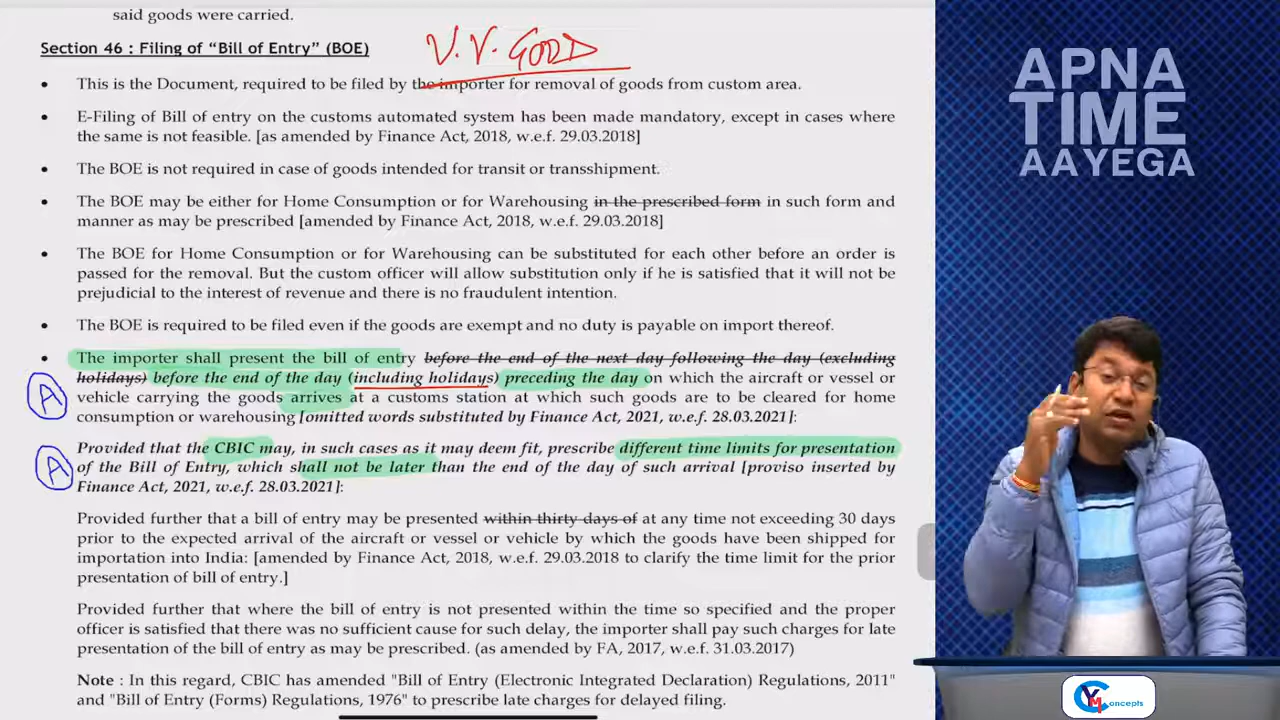 said goods were carried.
Section 46 : Filing of “Bill of Entry” (BOE)
V.V. GOOD
• This is the Document, required to be filed by the importer for removal of goods from custom area.
• E-Filing of Bill of entry on the customs automated system has been made mandatory, except in cases where
the same is not feasible. [as amended by Finance Act, 2018, w.e.f. 29.03.2018]
• The BOE is not required in case of goods intended for transit or transshipment.
• The BOE may be either for Home Consumption or for Warehousing in the prescribed form in such form and
manner as may be prescribed [amended by Finance Act, 2018, w.e.f. 29.03.2018]
• The BOE for Home Consumption or for Warehousing can be substituted for each other before an order is
passed for the removal. But the custom officer will allow substitution only if he is satisfied that it will not be
prejudicial to the interest of revenue and there is no fraudulent intention.
• The BOE is required to be filed even if the goods are exempt and no duty is payable on import thereof.
• The importer shall present the bill of entry before the end of the next day following the day (excluding
holidays) before the end of the day (including holidays) preceding the day on which the aircraft or vessel or
A
vehicle carrying the goods arrives at a customs station at which such goods are to be cleared for home
consumption or warehousing [omitted words substituted by Finance Act, 2021, w.e.f. 28.03.2021]:
Provided that the CBIC may, in such cases as it may deem fit, prescribe different time limits for presentation
A
of the Bill of Entry, which shall not be later than the end of the day of such arrival [proviso inserted by
Finance Act, 2021, w.e.f. 28.03.2021]:
Provided further that a bill of entry may be presented within thirty days of at any time not exceeding 30 days
prior to the expected arrival of the aircraft or vessel or vehicle by which the goods have been shipped for
importation into India: [amended by Finance Act, 2018, w.e.f. 29.03.2018 to clarify the time limit for the prior
presentation of bill of entry.]
Provided further that where the bill of entry is not presented within the time so specified and the proper
officer is satisfied that there was no sufficient cause for such delay, the importer shall pay such charges for late
presentation of the bill of entry as may be prescribed. (as amended by FA, 2017, w.e.f. 31.03.2017)
Note : In this regard, CBIC has amended "Bill of Entry (Electronic Integrated Declaration) Regulations, 2011"
and "Bill of Entry (Forms) Regulations, 1976" to prescribe late charges for delayed filing.
APNA
TIME
AAYEGA
YM Concepts